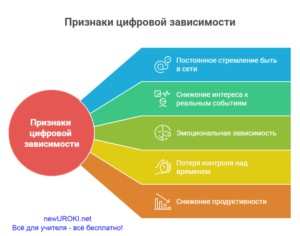 Признаки цифровой зависимости
Признаки
цифровой
зависимости
Постоянное стремление быть
в сети
Снижение интереса к
реальным событиям
Эмоциональная зависимость
Потеря контроля над
временем
Снижение продуктивности
newUROKI.net
Всё для учителя - всё бесплатно!